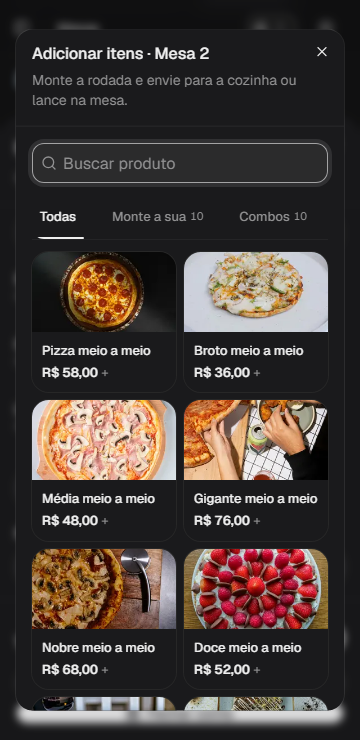 Adicionar itens · Mesa 2
Monte a rodada e envie para a cozinha ou
lance na mesa.
Buscar produto
Todas
Monte a sua 10
Combos 10
Pizza meio a meio
R$ 58,00 +
Broto meio a meio
R$ 36,00 +
Média meio a meio
R$ 48,00 +
Gigante meio a meio
R$ 76,00 +
Nobre meio a meio
R$ 68,00 +
Doce meio a meio
R$ 52,00 +